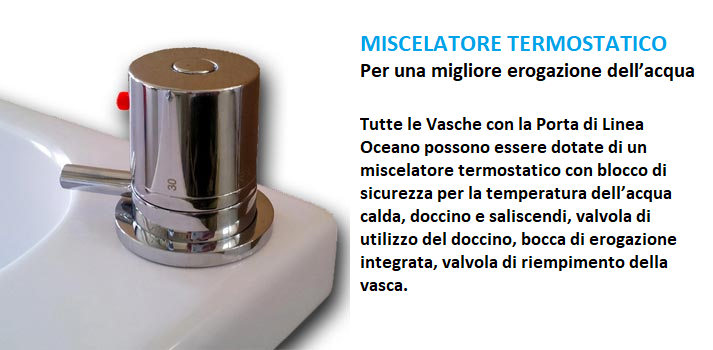 MISCELATORE TERMOSTATICO
Per una migliore erogazione dell’acqua
Tutte le Vasche con la Porta di Linea
Oceano possono essere dotate di un
miscelatore termostatico con blocco di
sicurezza per la temperatura dell’acqua
calda, doccino e saliscendi, valvola di
utilizzo del doccino, bocca di erogazione
integrata, valvola di riempimento della
vasca.
30